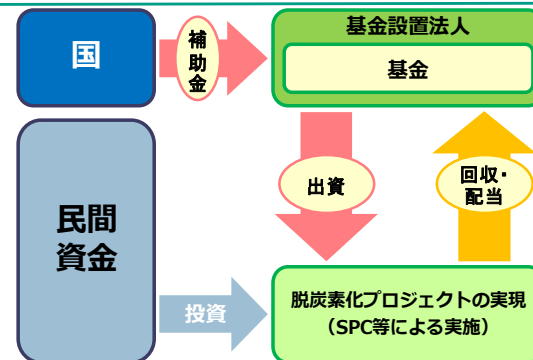 国
補
助
金
基金設置法人
基金
出資
回収・
配当
民間
資金
投資
脱炭素化プロジェクトの実現
（SPC等による実施）